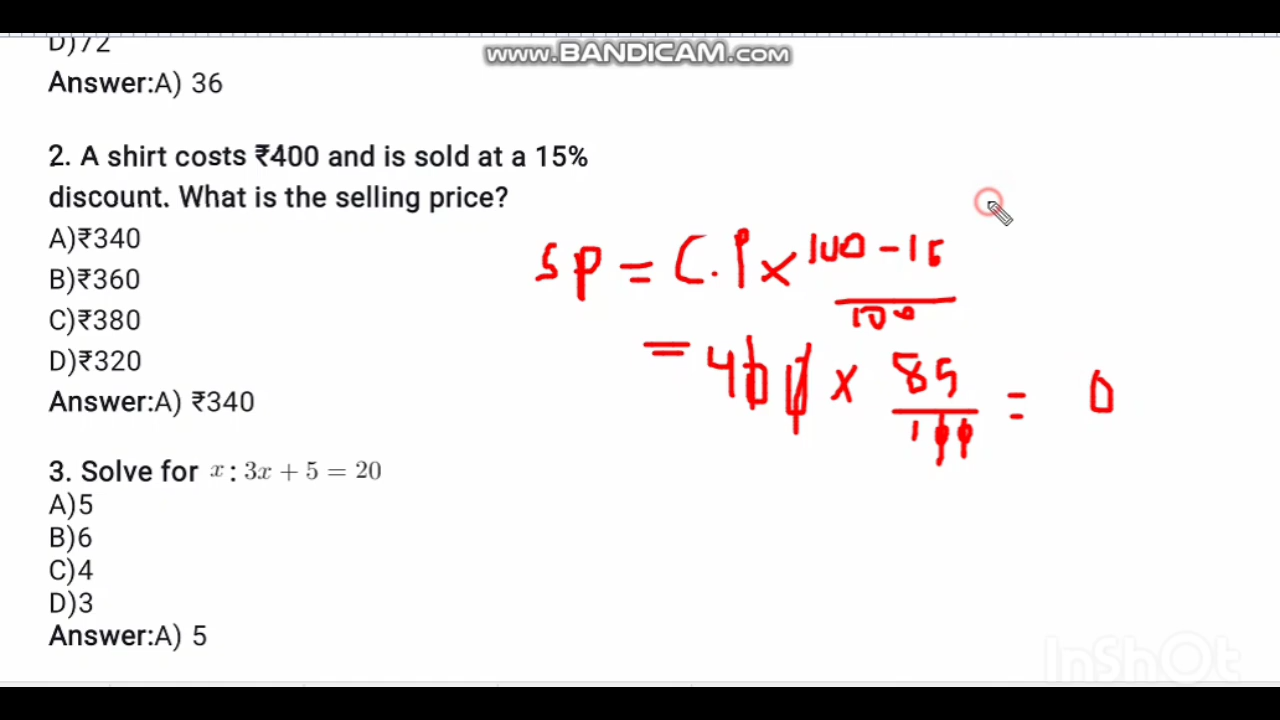 D)72
www.BANDICAM.com
Answer:A) 36
2. A shirt costs ₹400 and is sold at a 15%
discount. What is the selling price?
A)₹340
B)₹360
C)₹380
D)₹320
Answer:A) ₹340
SP = C.P × 100 - 15
100
= 400 × 85 = 0
100
3. Solve for x : 3x + 5 = 20
A)5
B)6
C)4
D)3
Answer:A) 5
InShOt